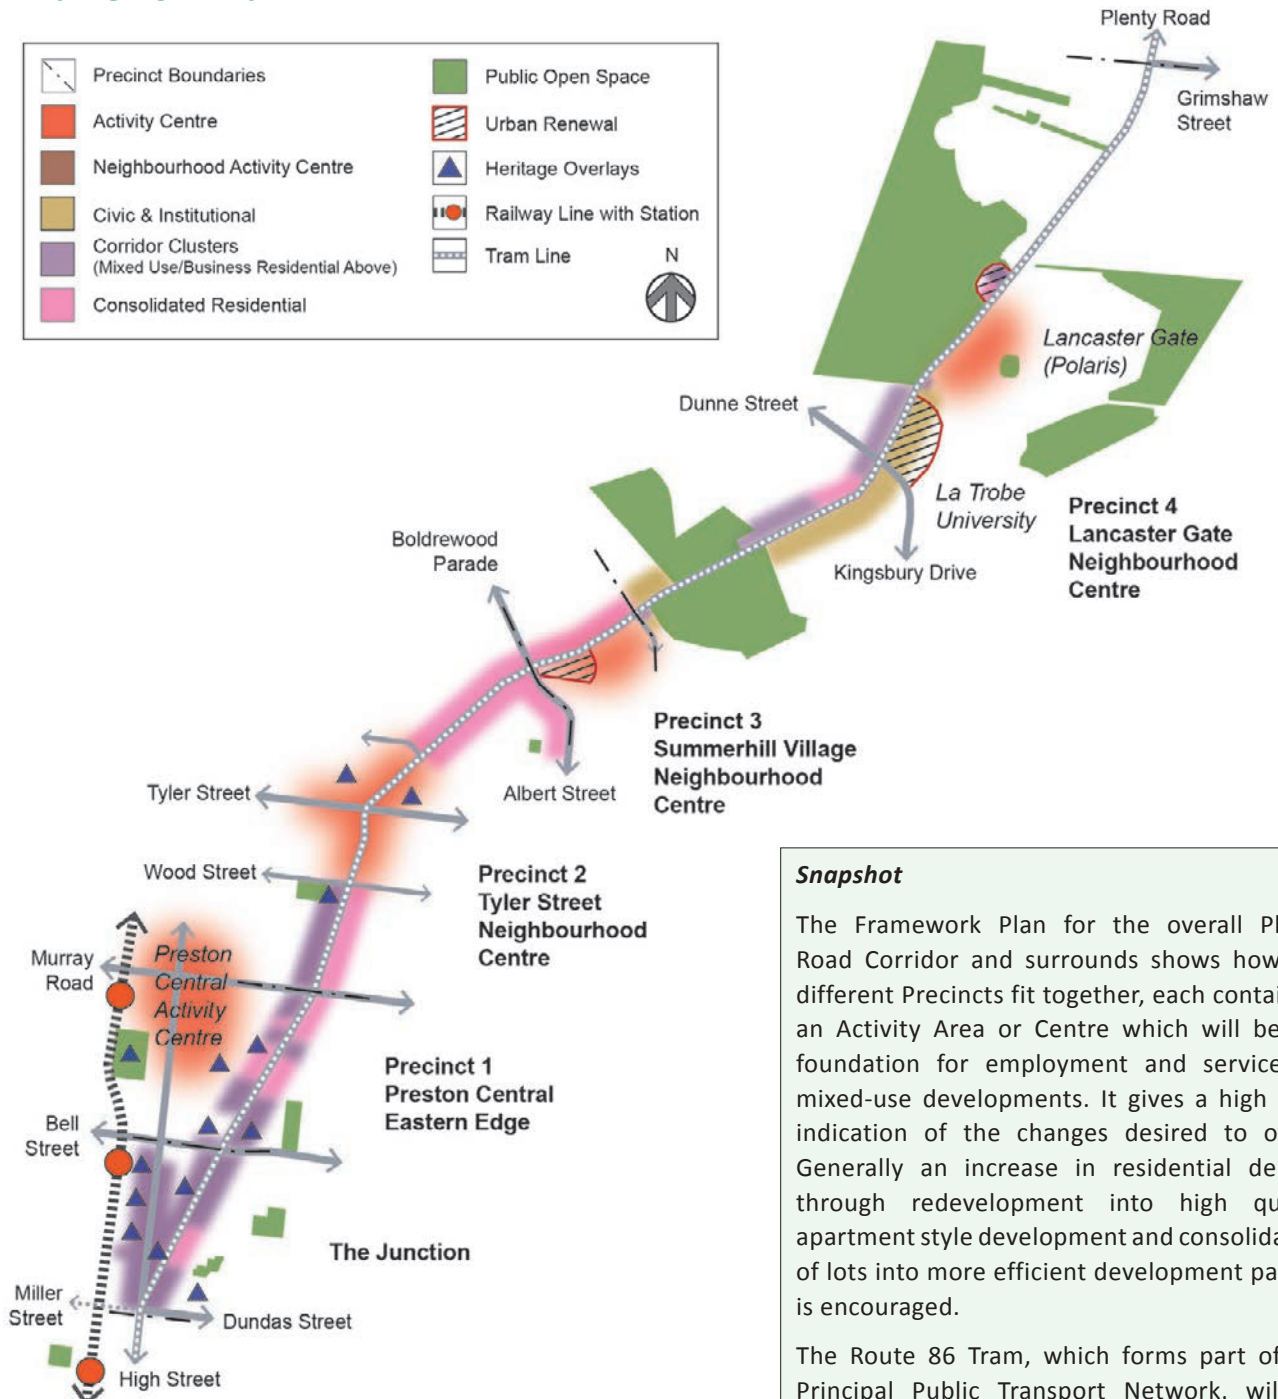 Precinct Boundaries
Activity Centre
Neighbourhood Activity Centre
Civic & Institutional
Corridor Clusters
(Mixed Use/Business Residential Above)
Consolidated Residential
Public Open Space
Urban Renewal
Heritage Overlays
Railway Line with Station
Tram Line
N
Plenty Road
Grimshaw
Street
Lancaster Gate
(Polaris)
Dunne Street
La Trobe
University
Precinct 4
Lancaster Gate
Neighbourhood
Centre
Kingsbury Drive
Boldrewood
Parade
Precinct 3
Summerhill Village
Neighbourhood
Centre
Albert Street
Tyler Street
Wood Street
Precinct 2
Tyler Street
Neighbourhood
Centre
Murray
Road
Preston
Central
Activity
Centre
Precinct 1
Preston Central
Eastern Edge
Bell
Street
The Junction
Miller
Street
Dundas Street
High Street
Snapshot
The Framework Plan for the overall
Road Corridor and surrounds shows how
different Precincts fit together, each
an Activity Area or Centre which will be
foundation for employment and
mixed-use developments. It gives a high
indication of the changes desired to
Generally an increase in residential
through redevelopment into high
apartment style development and
of lots into more efficient development
is encouraged.
The Route 86 Tram, which forms part of
Principal Public Transport Network,